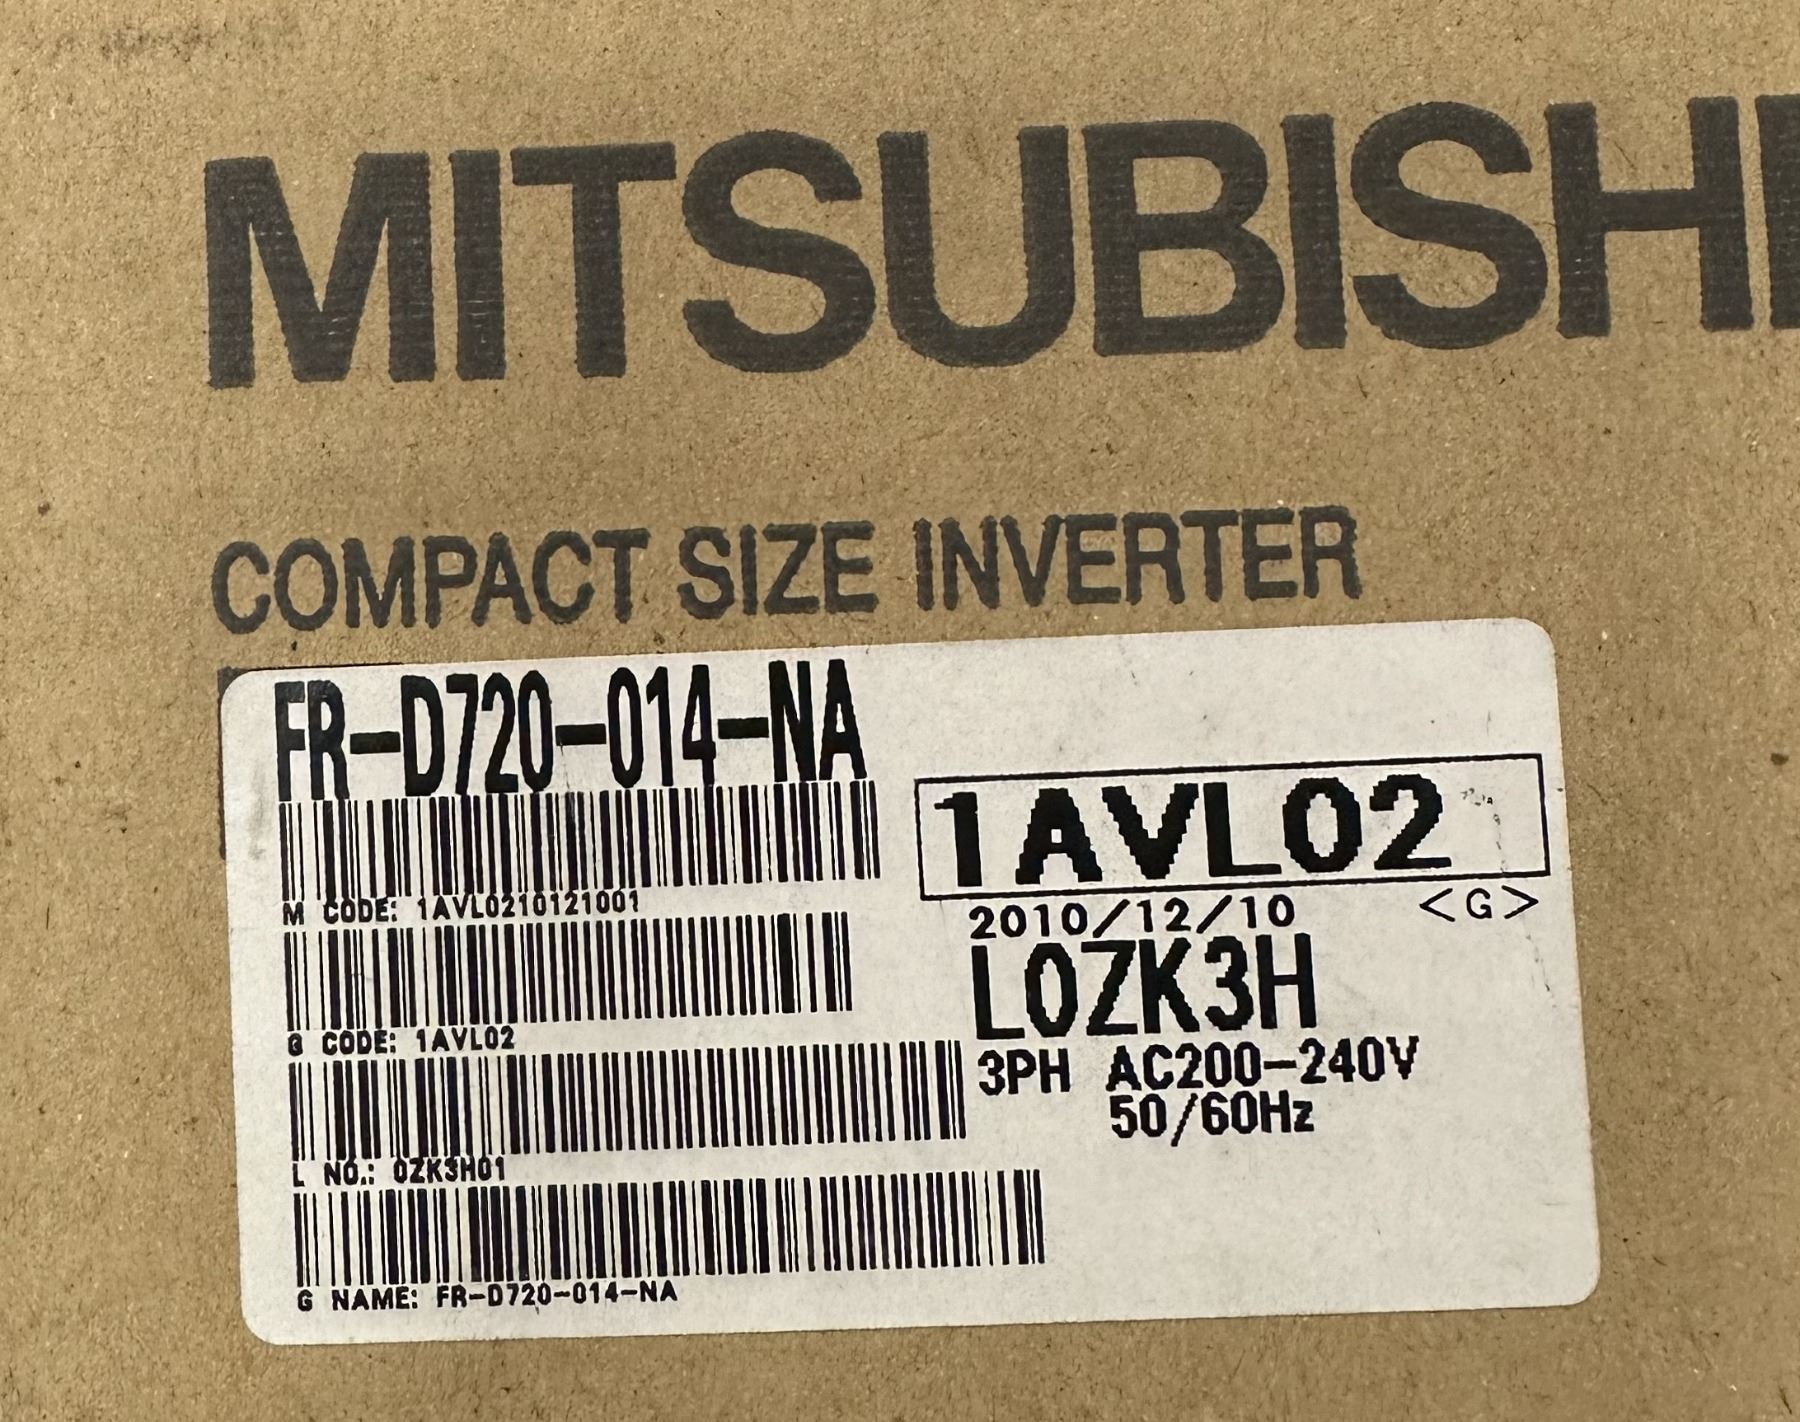 MITSUBISHI
COMPACT SIZE INVERTER
FR-D720-014-NA
M CODE: 1AVL0210121001
G CODE: 1AVL02
L NO.: 0ZK3H01
G NAME: FR-D720-014-NA
1AVL02
2010/12/10 <G>
L0ZK3H
3PH AC200-240V
50/60Hz